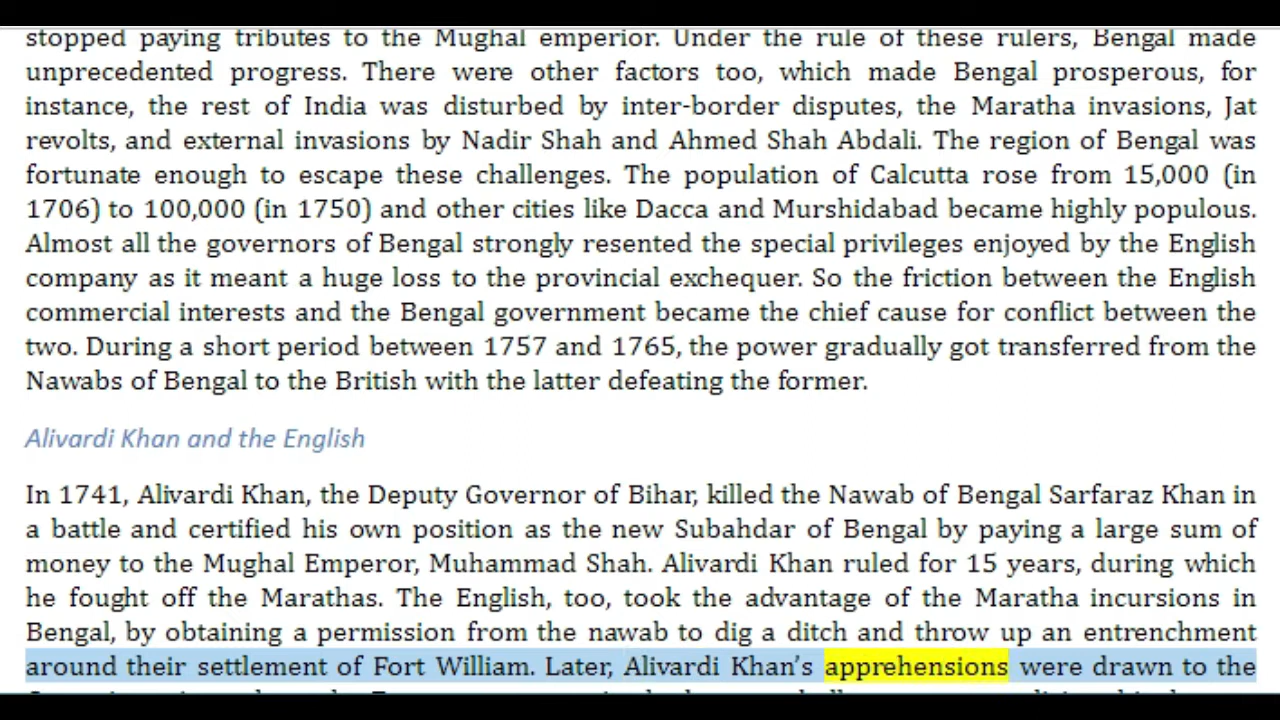 stopped paying tributes to the Mughal emperior. Under the rule of these rulers, Bengal made
unprecedented progress. There were other factors too, which made Bengal prosperous, for
instance, the rest of India was disturbed by inter-border disputes, the Maratha invasions, Jat
revolts, and external invasions by Nadir Shah and Ahmed Shah Abdali. The region of Bengal was
fortunate enough to escape these challenges. The population of Calcutta rose from 15,000 (in
1706) to 100,000 (in 1750) and other cities like Dacca and Murshidabad became highly populous.
Almost all the governors of Bengal strongly resented the special privileges enjoyed by the English
company as it meant a huge loss to the provincial exchequer. So the friction between the English
commercial interests and the Bengal government became the chief cause for conflict between the
two. During a short period between 1757 and 1765, the power gradually got transferred from the
Nawabs of Bengal to the British with the latter defeating the former.
Alivardi Khan and the English
In 1741, Alivardi Khan, the Deputy Governor of Bihar, killed the Nawab of Bengal Sarfaraz Khan in
a battle and certified his own position as the new Subahdar of Bengal by paying a large sum of
money to the Mughal Emperor, Muhammad Shah. Alivardi Khan ruled for 15 years, during which
he fought off the Marathas. The English, too, took the advantage of the Maratha incursions in
Bengal, by obtaining a permission from the nawab to dig a ditch and throw up an entrenchment
around their settlement of Fort William. Later, Alivardi Khan’s apprehensions were drawn to the